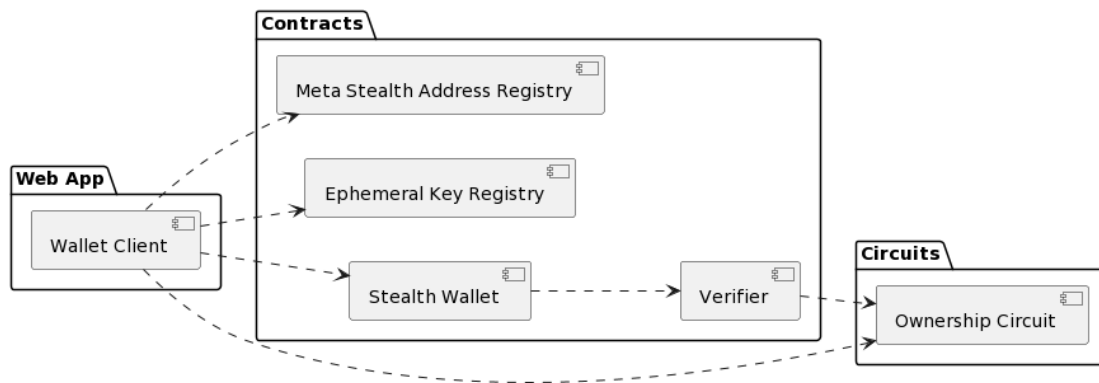 Contracts
Meta Stealth Address Registry
Web App
Ephemeral Key Registry
Wallet Client
Circuits
Stealth Wallet
Verifier
Ownership Circuit